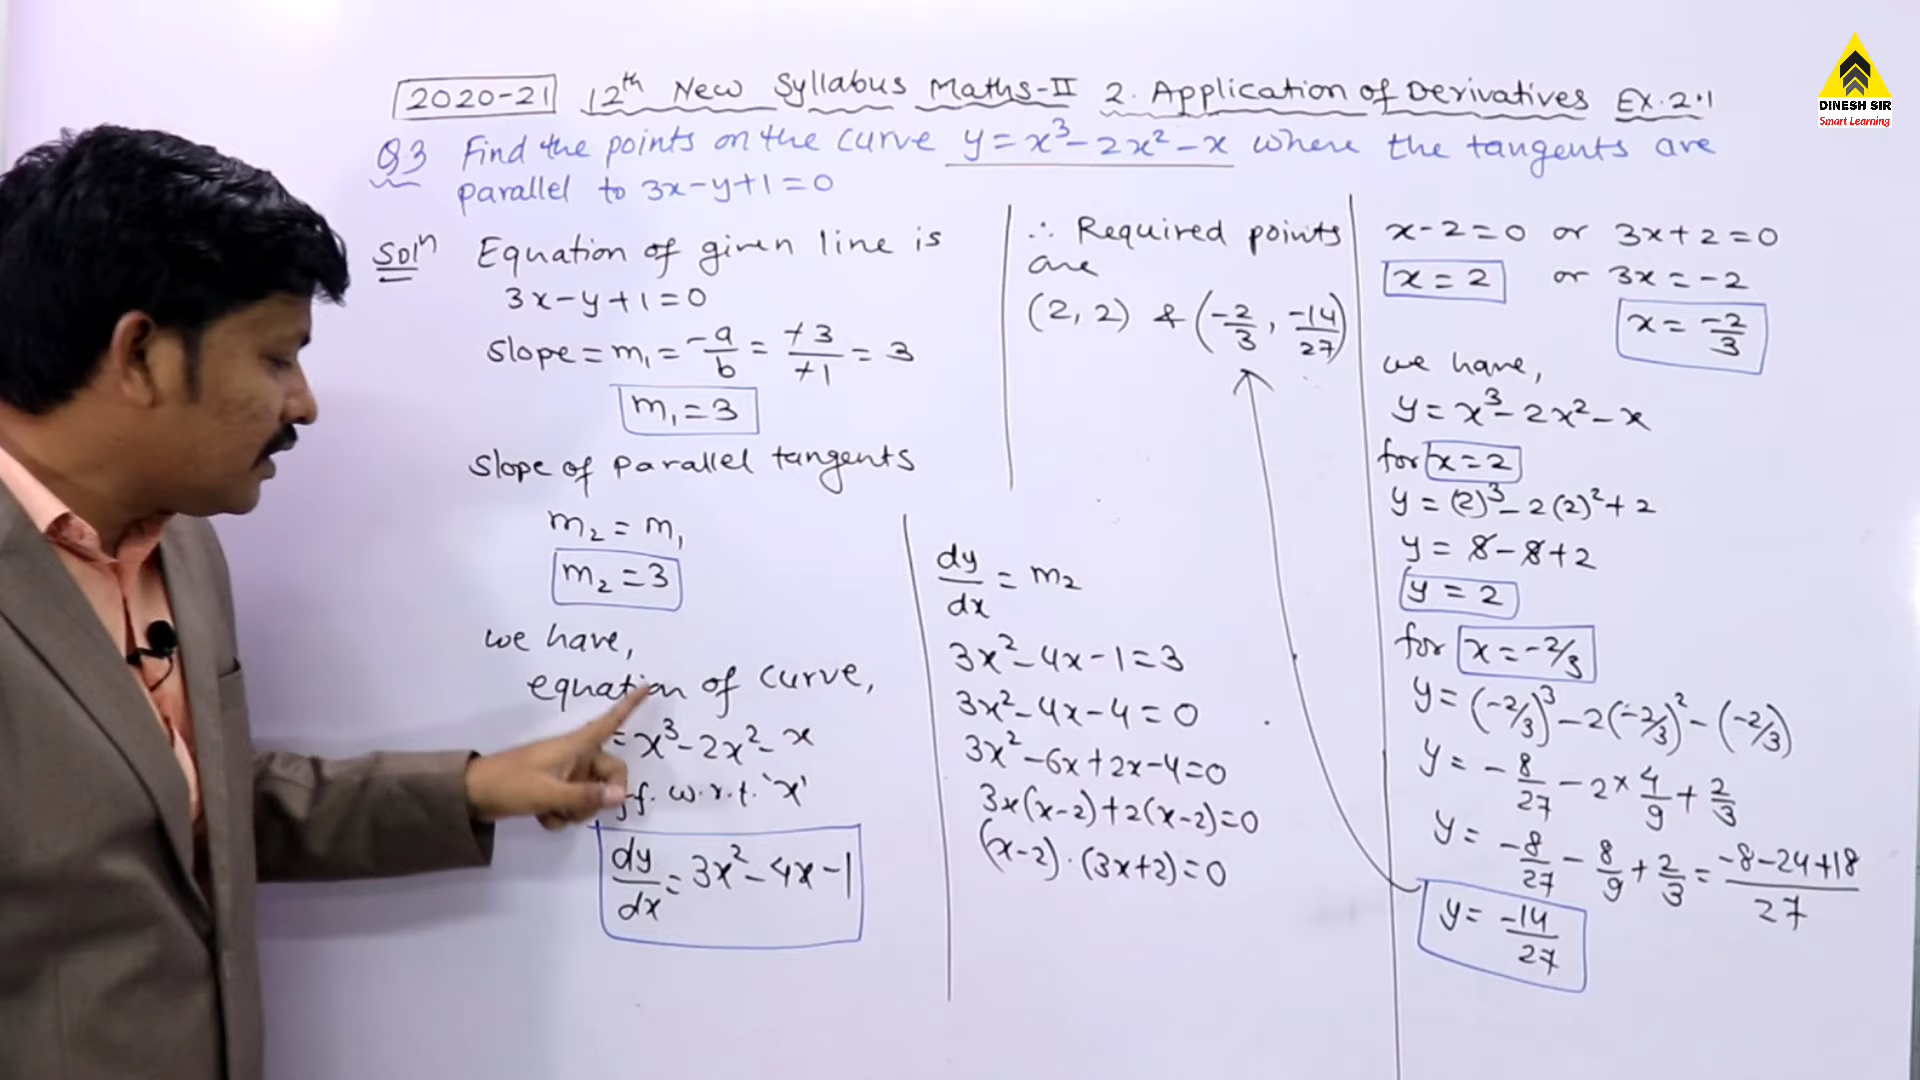 2020-21 12th New Syllabus Maths-II 2. Application of Derivatives Ex.2.1
Q.3 Find the points on the curve y=x³-2x²-x where the tangents are
parallel to 3x-y+1=0
Solⁿ Equation of given line is
3x-y+1=0
Slope = m₁ = -a/b = +3/+1 = 3
m₁=3
Slope of parallel tangents
m₂ = m₁
m₂ = 3
we have,
equation of curve,
=x³-2x²-x
ff. w.r.t. 'x'
dy/dx = 3x²-4x-1
dy/dx = m₂
3x²-4x-1=3
3x²-4x-4=0
3x²-6x+2x-4=0
3x(x-2)+2(x-2)=0
(x-2).(3x+2)=0
∴ Required points
are
(2,2) & (-2/3, -14/27)
x-2=0 or 3x+2=0
x=2 or 3x=-2
x=-2/3
we have,
y=x³-2x²-x
for x=2
y=(2)³-2(2)²+2
y=8-8+2
y=2
for x=-2/3
y=(-2/3)³-2(-2/3)²-(-2/3)
y=-8/27-2×4/9+2/3
y=-8/27-8/9+2/3=-8-24+18/27
y=-14/27
DINESH SIR
Smart Learning